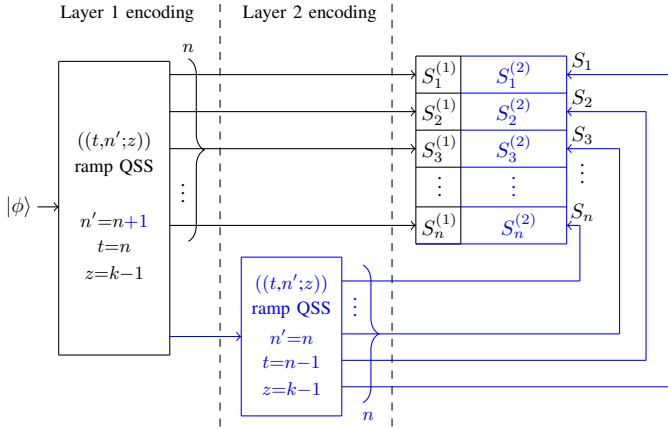 Layer 1 encoding
Layer 2 encoding
n
|ϕ⟩
((t,n′;z))
ramp QSS
n′=n+1
t=n
z=k−1
⋮
((t,n′;z))
ramp QSS
n′=n
t=n−1
z=k−1
⋮
n
S₁⁽¹⁾ S₁⁽²⁾ S₁
S₂⁽¹⁾ S₂⁽²⁾ S₂
S₃⁽¹⁾ S₃⁽²⁾ S₃
⋮ ⋮ ⋮
Sₙ⁽¹⁾ Sₙ⁽²⁾ Sₙ